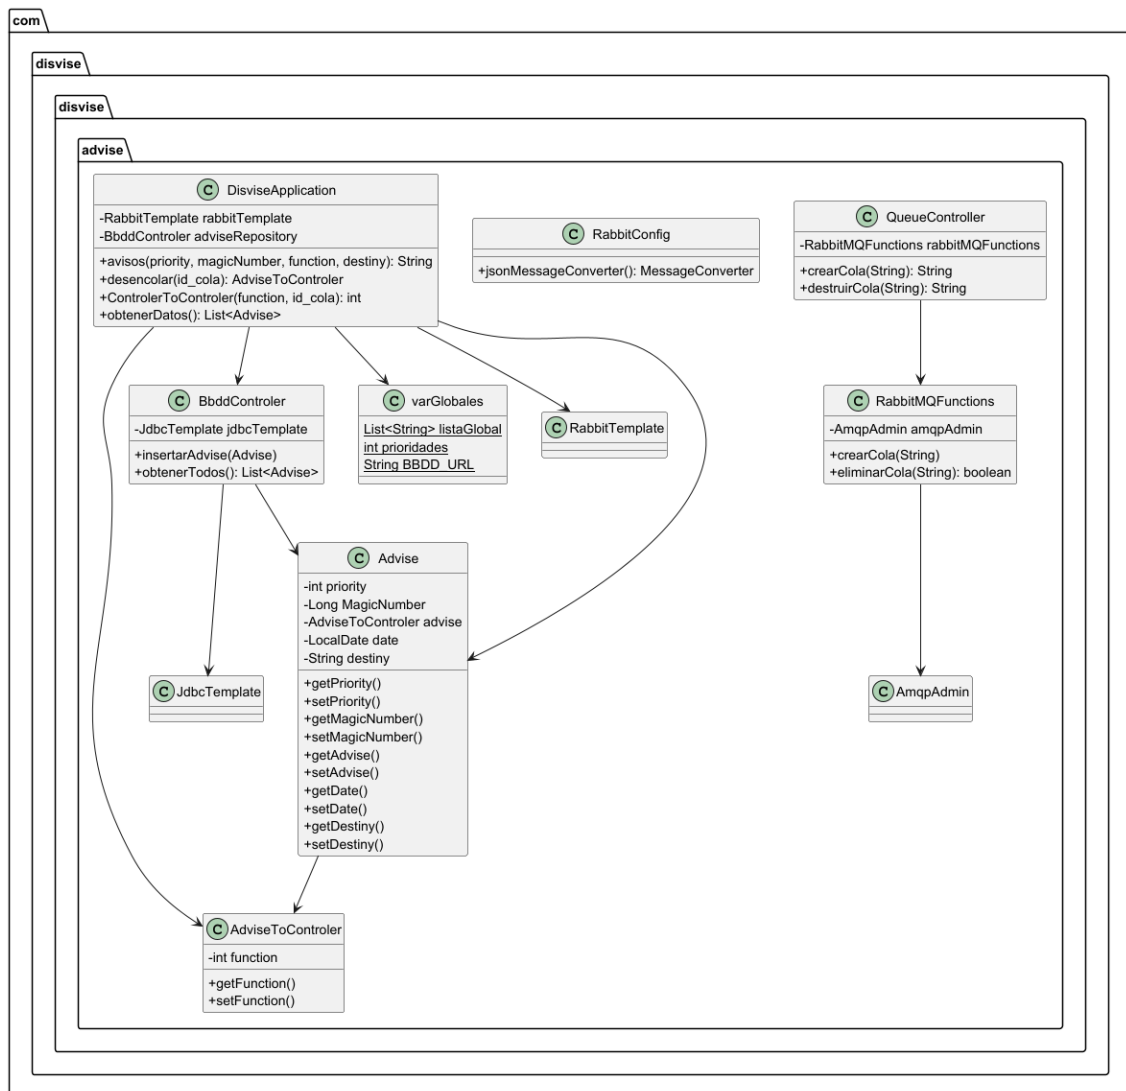 com
disvise
disvise
advise
DisviseApplication
-RabbitTemplate rabbitTemplate
-BbddControler adviseRepository
+avisos(priority, magicNumber, function, destiny): String
+desencolar(id_cola): AdviseToControler
+ControlerToControler(function, id_cola): int
+obtenerDatos(): List<Advise>
RabbitConfig
+jsonMessageConverter(): MessageConverter
QueueController
-RabbitMQFunctions rabbitMQFunctions
+crearCola(String): String
+destruirCola(String): String
BbddControler
-JdbcTemplate jdbcTemplate
+insertarAdvise(Advise)
+obtenerTodos(): List<Advise>
varGlobales
List<String> listaGlobal
int prioridades
String BBDD_URL
RabbitTemplate
RabbitMQFunctions
-AmqpAdmin amqpAdmin
+crearCola(String)
+eliminarCola(String): boolean
Advise
-int priority
-Long MagicNumber
-AdviseToControler advise
-LocalDate date
-String destiny
+getPriority()
+setPriority()
+getMagicNumber()
+setMagicNumber()
+getAdvise()
+setAdvise()
+getDate()
+setDate()
+getDestiny()
+setDestiny()
JdbcTemplate
AmqpAdmin
AdviseToControler
-int function
+getFunction()
+setFunction()